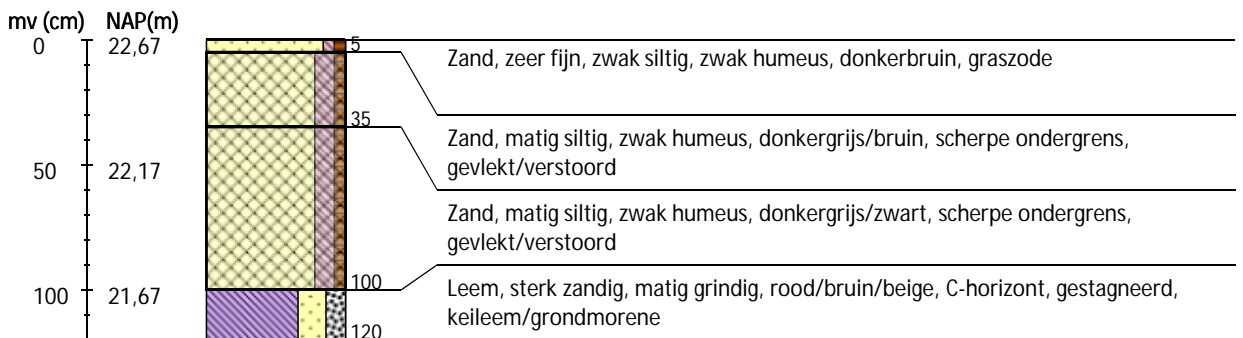 mv (cm) NAP(m)
0 22,67
5
Zand, zeer fijn, zwak siltig, zwak humeus, donkerbruin, graszode
35
Zand, matig siltig, zwak humeus, donkergrijs/bruin, scherpe ondergrens,
gevlekt/verstoord
50 22,17
Zand, matig siltig, zwak humeus, donkergrijs/zwart, scherpe ondergrens,
gevlekt/verstoord
100
100 21,67
Leem, sterk zandig, matig grindig, rood/bruin/beige, C-horizont, gestagneerd,
keileem/grondmorene
120